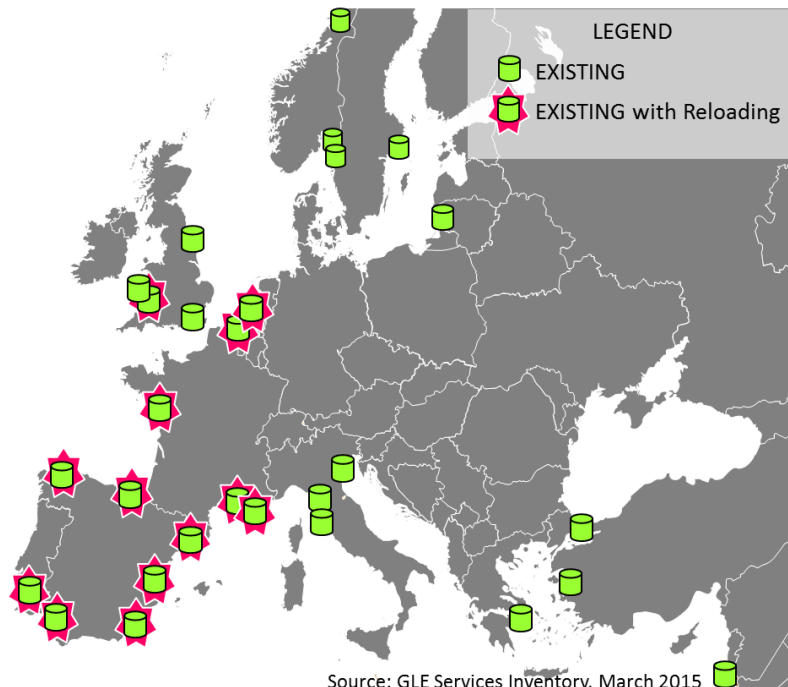 LEGEND
EXISTING
EXISTING with Reloading
Source: GLE Services Inventory, March 2015